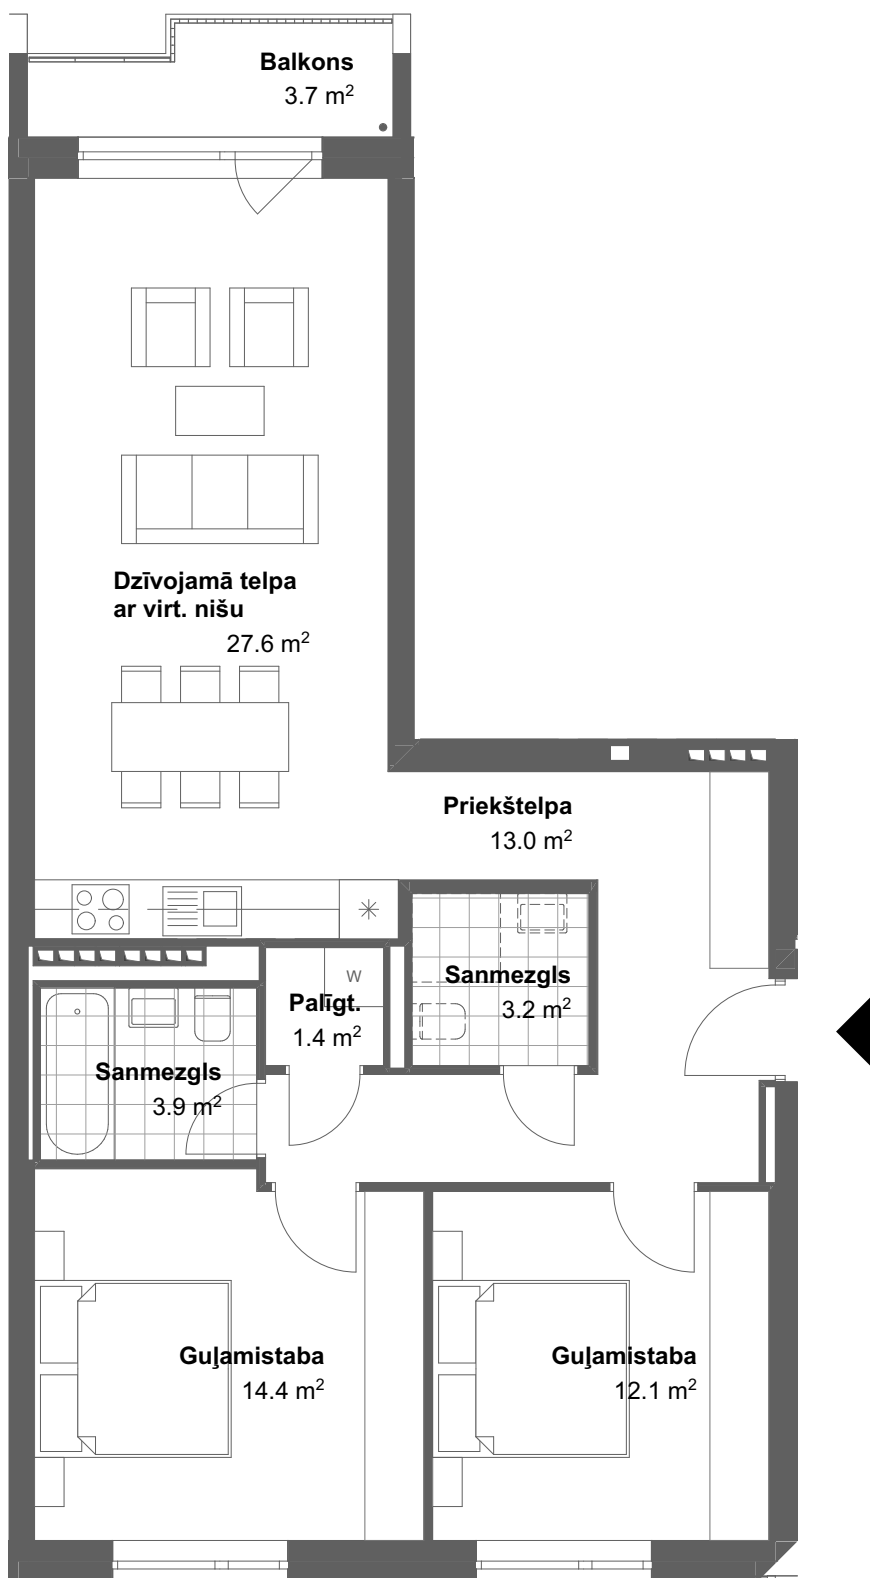 Balkons
3.7 m²
Dzīvojamā telpa
ar virt. nišu
27.6 m²
Priekštelpa
13.0 m²
W
Palīgt.
1.4 m²
Sanmezgls
3.2 m²
Sanmezgls
3.9 m²
Guļamistaba
14.4 m²
Guļamistaba
12.1 m²